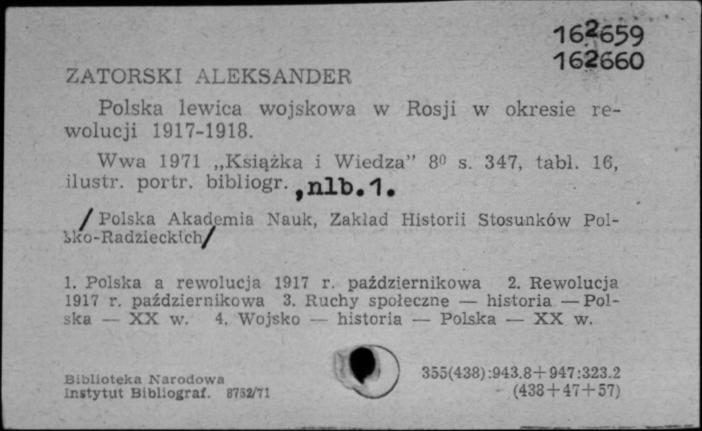 162659
162660
ZATORSKI ALEKSANDER
Polska lewica wojskowa w Rosji w okresie re-
wolucji 1917-1918.
Wwa 1971 „Książka i Wiedza” 8⁰ s. 347, tabl. 16,
ilustr. portr. bibliogr. , nlb. 1.
/Polska Akademia Nauk, Zakład Historii Stosunków Pol-
sko-Radzieckich/
1. Polska a rewolucja 1917 r. październikowa 2. Rewolucja
1917 r. październikowa 3. Ruchy społeczne — historia — Pol-
ska — XX w. 4. Wojsko — historia — Polska — XX w.
Biblioteka Narodowa
Instytut Bibliograf. 8752/71
355(438):943.8+947:323.2
(438+47+57)